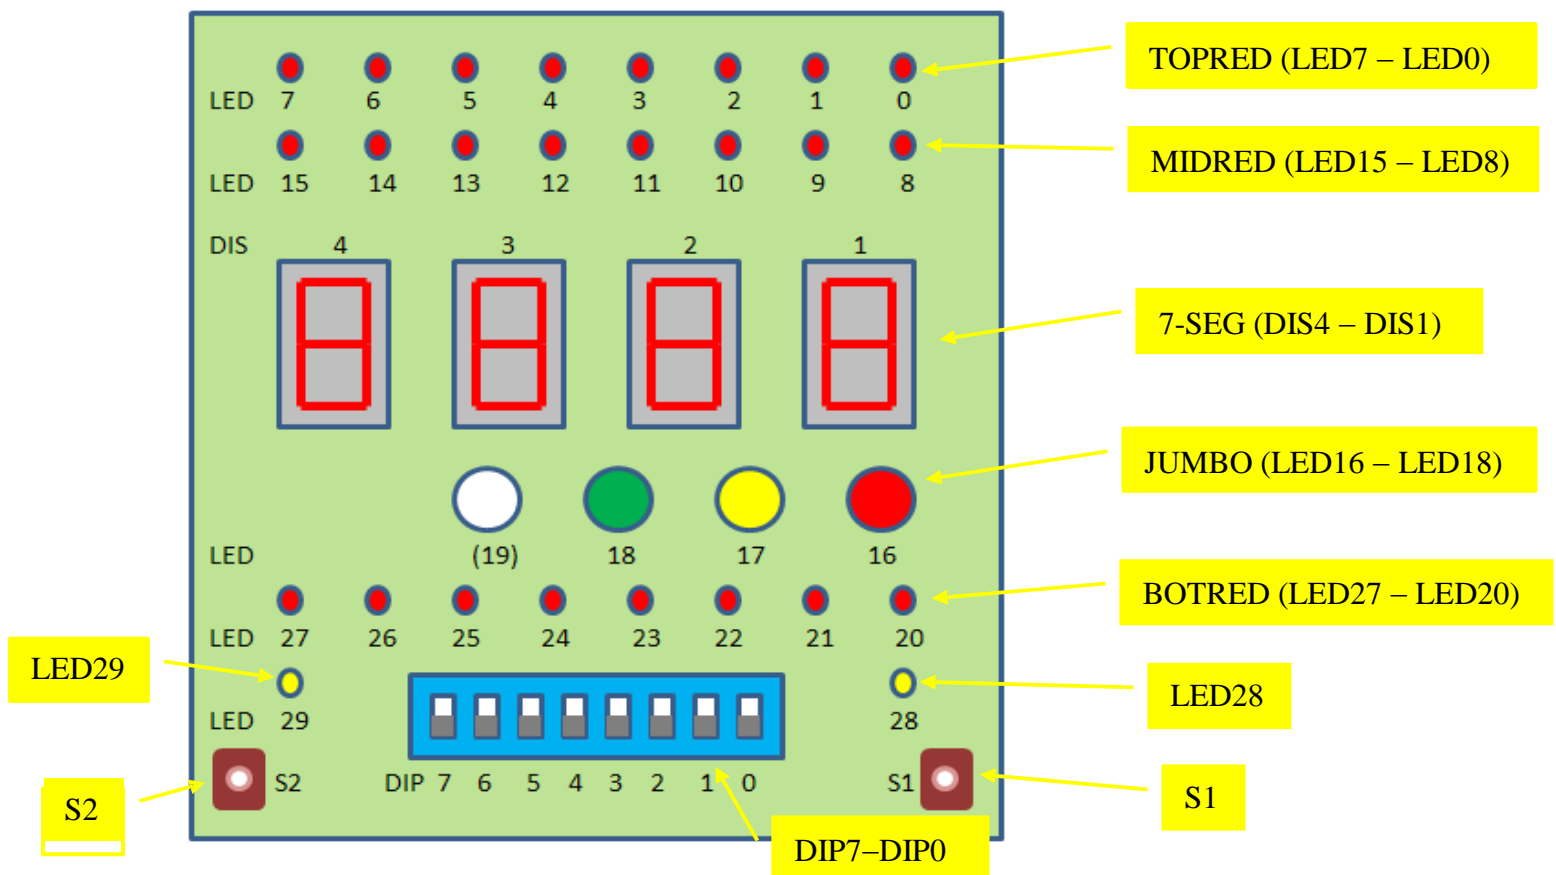 TOPRED (LED7 – LED0)
LED 7 6 5 4 3 2 1 0
MIDRED (LED15 – LED8)
LED 15 14 13 12 11 10 9 8
DIS 4 3 2 1
7-SEG (DIS4 – DIS1)
JUMBO (LED16 – LED18)
LED (19) 18 17 16
BOTRED (LED27 – LED20)
LED 27 26 25 24 23 22 21 20
LED29
LED28
LED 29 28
S2 DIP 7 6 5 4 3 2 1 0 S1
S2
S1
DIP7–DIP0